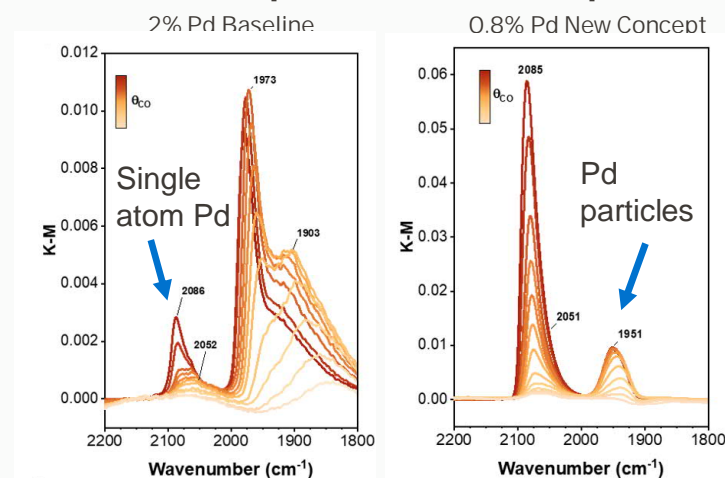 2% Pd Baseline
0.8% Pd New Concept
0.012
0.010
0.008
0.006
0.004
0.002
0.000
K-M
θCO
1973
1903
2086
2052
Single
atom Pd
2200 2100 2000 1900 1800
Wavenumber (cm-1)
0.06
0.05
0.04
0.03
0.02
0.01
0.00
K-M
θCO
2085
2051
1951
Pd
particles
2200 2100 2000 1900 1800
Wavenumber (cm-1)